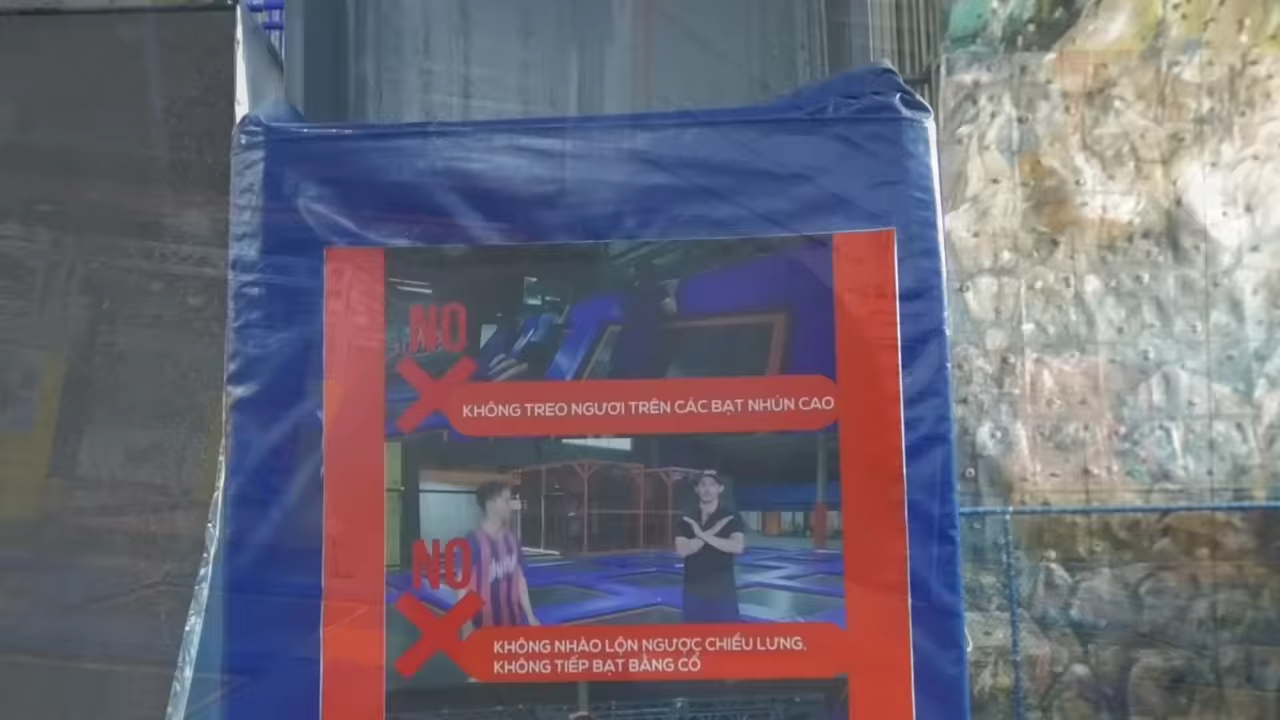 NO
KHÔNG TREO NGƯƠI TRÊN CÁC BẠT NHÚN CAO
NO
KHÔNG NHÀO LỘN NGƯỢC CHIỀU LƯNG,
KHÔNG TIẾP BẠT BẰNG CỔ